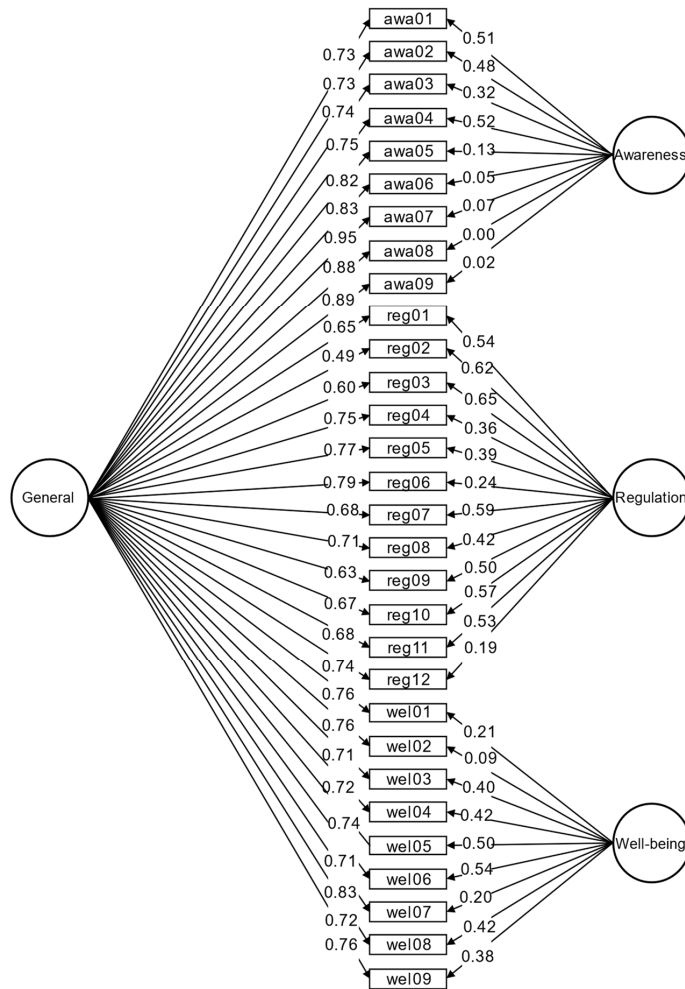 awa01
0.51
0.73
awa02
0.48
0.73
awa03
0.32
0.74
awa04
0.52
0.75
awa05
0.13
Awareness
0.82
awa06
0.05
0.83
awa07
0.07
0.95
awa08
0.00
0.88
awa09
0.02
0.89
reg01
0.65
0.54
reg02
0.49
0.62
reg03
0.60
0.65
reg04
0.75
0.36
reg05
0.77
0.39
reg06
0.79
0.24
General
Regulation
reg07
0.68
0.59
reg08
0.71
0.42
reg09
0.63
0.50
reg10
0.67
0.57
reg11
0.68
0.53
0.74
0.19
reg12
0.76
wel01
0.21
0.76
wel02
0.09
0.71
wel03
0.40
0.72
wel04
0.42
0.74
wel05
0.50
Well-being
0.71
wel06
0.54
0.83
wel07
0.20
0.72
wel08
0.42
0.76
0.38
wel09